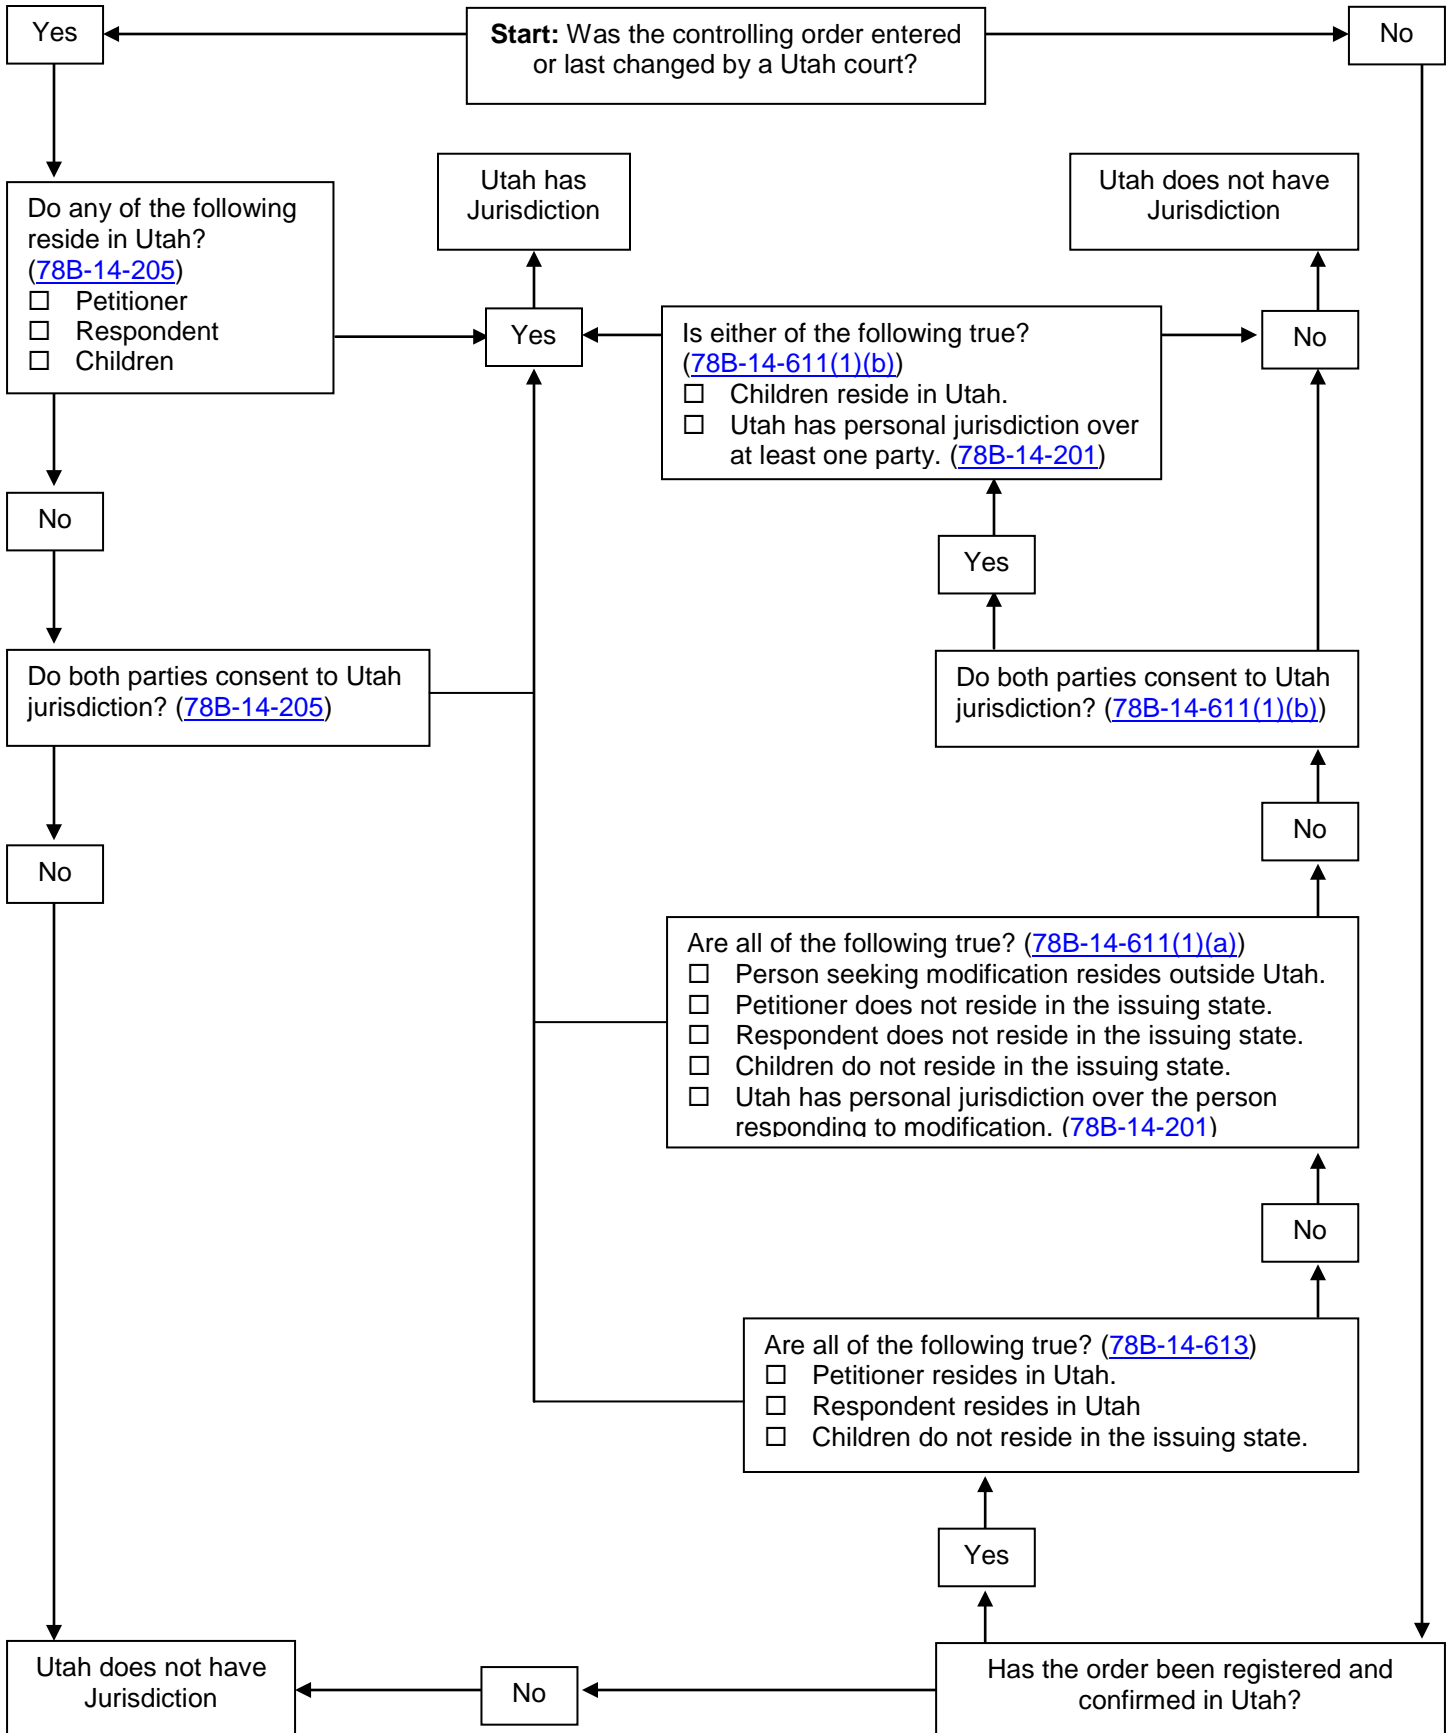 Yes
Start: Was the controlling order entered
or last changed by a Utah court?
No
Do any of the following
reside in Utah?
(78B-14-205)
☐ Petitioner
☐ Respondent
☐ Children
Utah has
Jurisdiction
Utah does not have
Jurisdiction
Yes
Is either of the following true?
(78B-14-611(1)(b))
☐ Children reside in Utah.
☐ Utah has personal jurisdiction over
at least one party. (78B-14-201)
No
No
Yes
Do both parties consent to Utah
jurisdiction? (78B-14-205)
Do both parties consent to Utah
jurisdiction? (78B-14-611(1)(b))
No
No
Are all of the following true? (78B-14-611(1)(a))
☐ Person seeking modification resides outside Utah.
☐ Petitioner does not reside in the issuing state.
☐ Respondent does not reside in the issuing state.
☐ Children do not reside in the issuing state.
☐ Utah has personal jurisdiction over the person
responding to modification. (78B-14-201)
No
Are all of the following true? (78B-14-613)
☐ Petitioner resides in Utah.
☐ Respondent resides in Utah
☐ Children do not reside in the issuing state.
Yes
Utah does not have
Jurisdiction
No
Has the order been registered and
confirmed in Utah?